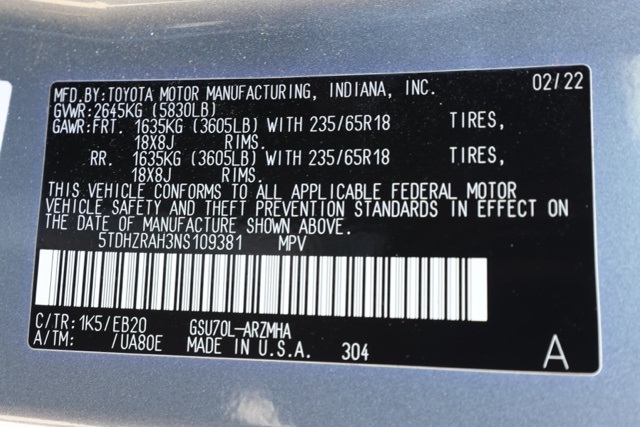 MFD. BY: TOYOTA MOTOR MANUFACTURING, INDIANA, INC. 02/22
GVWR: 2645KG (5830LB)
GAWR: FRT. 1635KG (3605LB) WITH 235/65R18 TIRES,
18X8J RIMS.
RR. 1635KG (3605LB) WITH 235/65R18 TIRES,
18X8J RIMS.
THIS VEHICLE CONFORMS TO ALL APPLICABLE FEDERAL MOTOR
VEHICLE SAFETY AND THEFT PREVENTION STANDARDS IN EFFECT ON
THE DATE OF MANUFACTURE SHOWN ABOVE.
5TDHZRAH3NS109381 MPV
C/TR: 1K5/EB20 GSU70L-ARZMHA
A/TM: /UA80E MADE IN U.S.A. 304 A